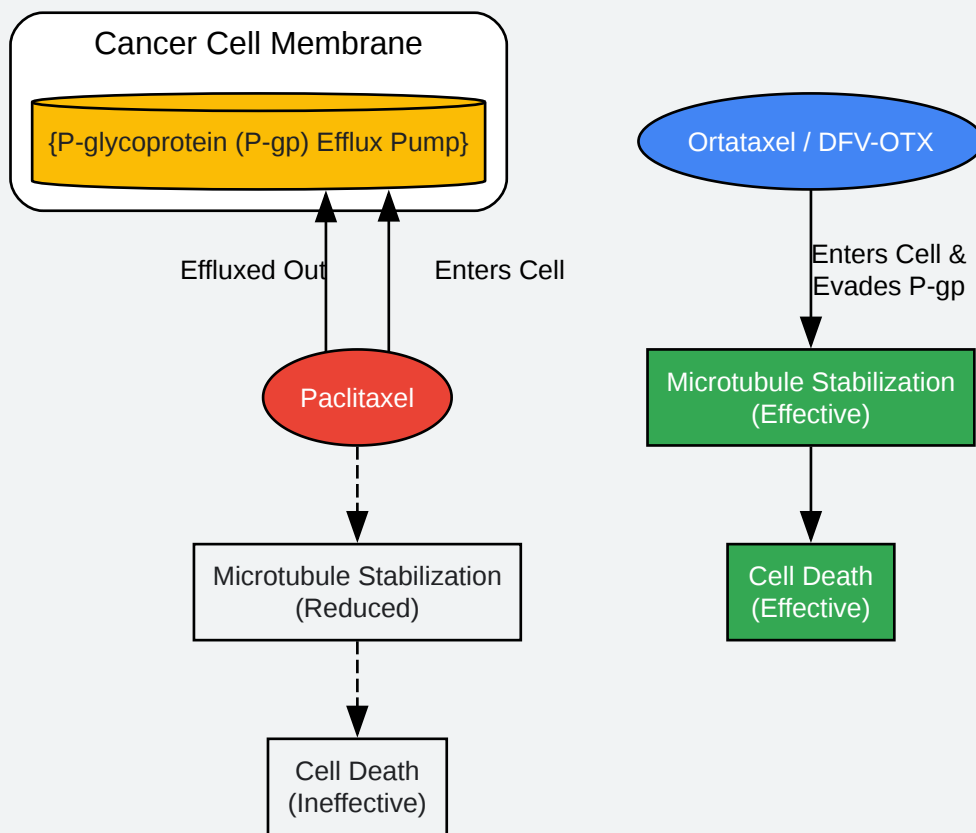 Cancer Cell Membrane
{P-glycoprotein (P-gp) Efflux Pump}
Effluxed Out
Enters Cell
Paclitaxel
Microtubule Stabilization
(Reduced)
Cell Death
(Ineffective)
Ortataxel / DFV-OTX
Enters Cell &
Evades P-gp
Microtubule Stabilization
(Effective)
Cell Death
(Effective)